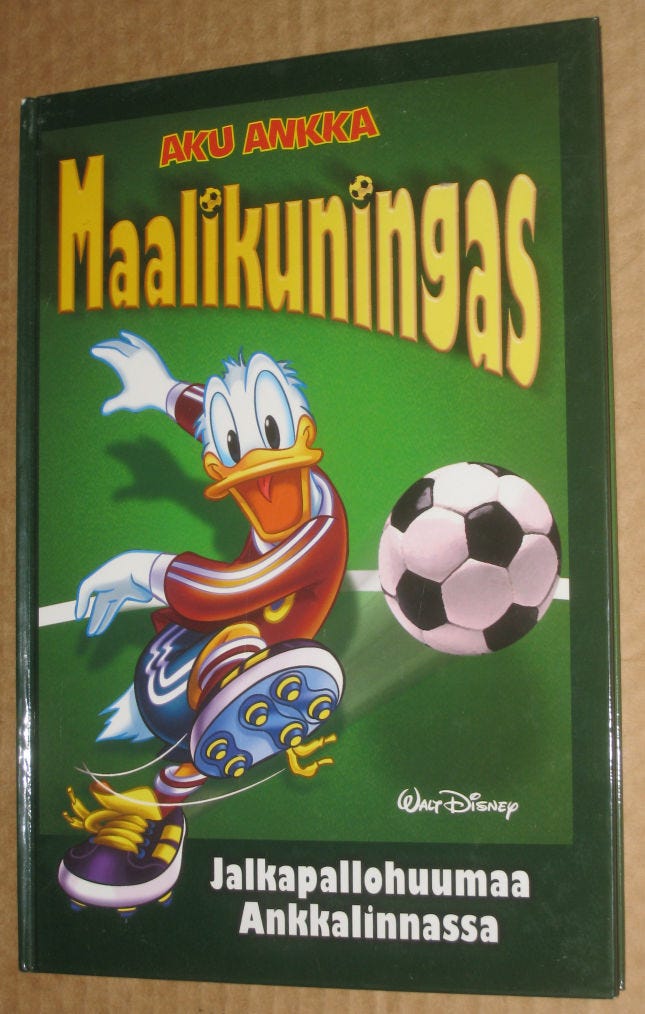 AKU ANKKA
Maalikuningas
WALT DISNEY
Jalkapallohuumaa
Ankkalinnassa